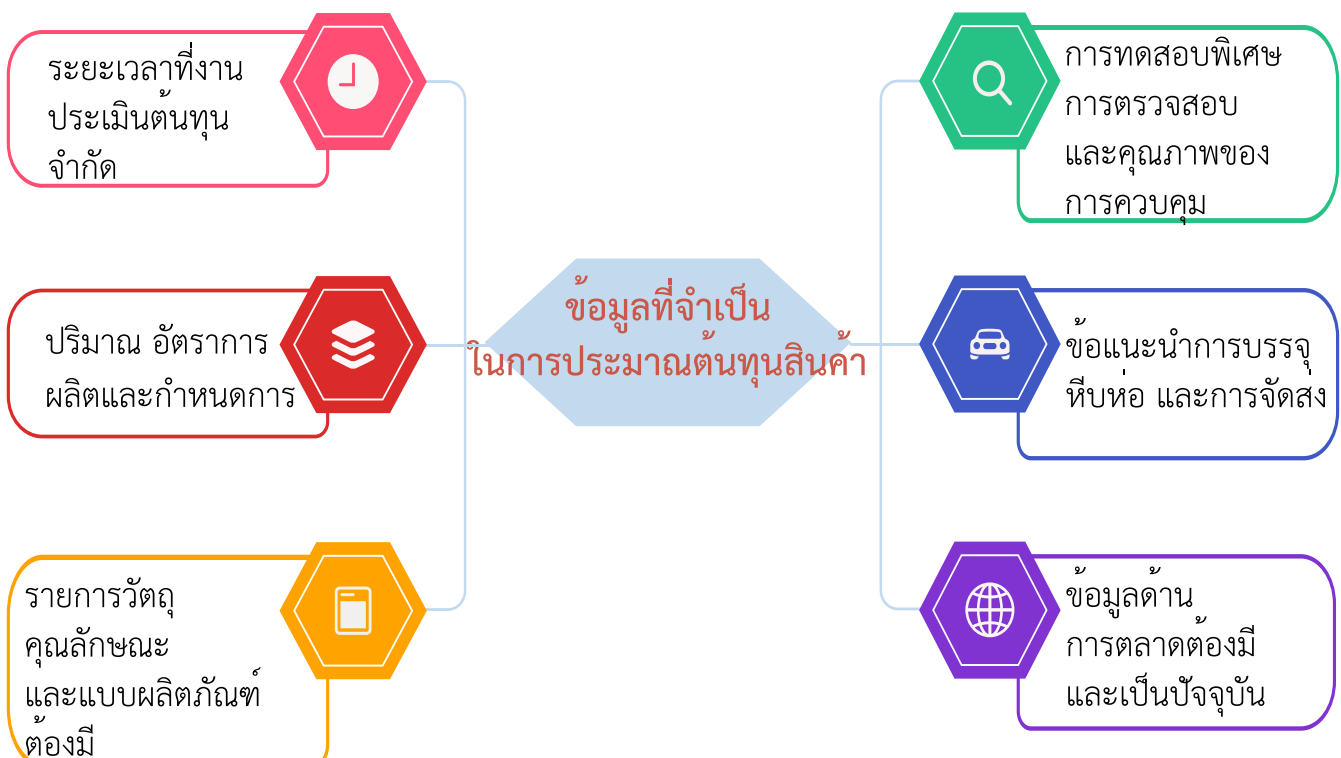 ระยะเวลาที่งาน
ประเมินต้นทุน
จำกัด
ปริมาณ อัตราการ
ผลิตและกำหนดการ
รายการวัตถุ
คุณลักษณะ
และแบบผลิตภัณฑ์
ต้องมี
ข้อมูลที่จำเป็น
ในการประมาณต้นทุนสินค้า
การทดสอบพิเศษ
การตรวจสอบ
และคุณภาพของ
การควบคุม
ข้อแนะนำการบรรจุ
หีบห่อ และการจัดส่ง
ข้อมูลด้าน
การตลาดต้องมี
และเป็นปัจจุบัน